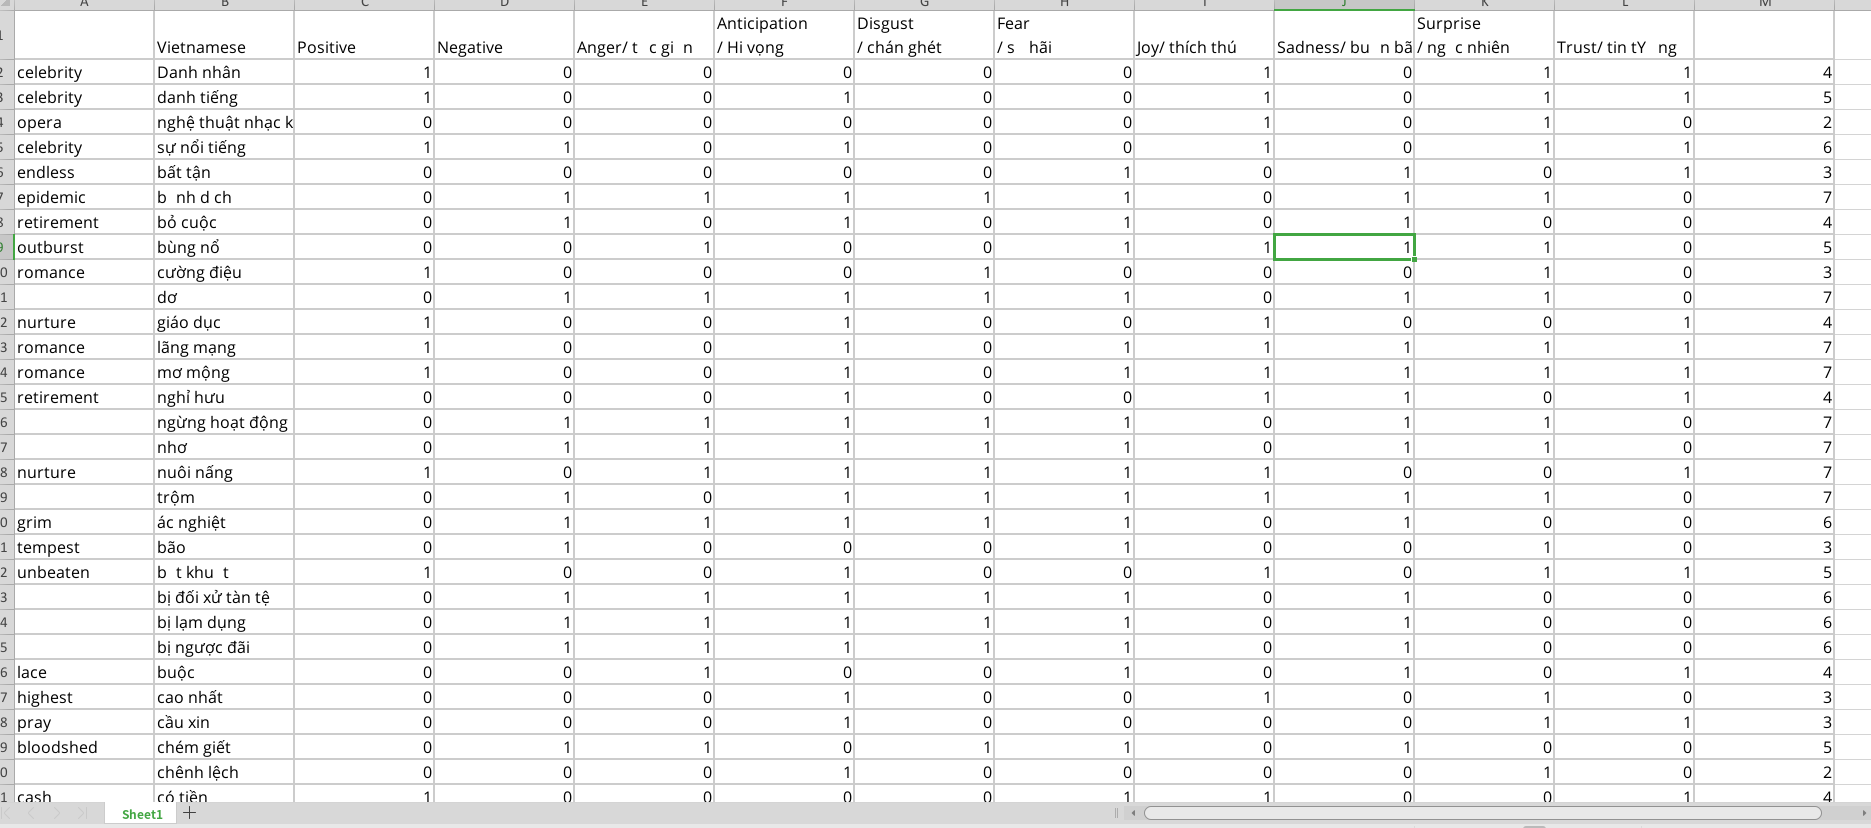 A B C D E F G H I J K L M
1 Vietnamese Positive Negative Anger/ t c gi n Anticipation / Hi vọng Disgust / chán ghét Fear / s hãi Joy/ thích thú Sadness/ bu n bã Surprise / ng c nhiên Trust/ tin tY ng
2 celebrity Danh nhân 1 0 0 0 0 0 1 0 1 1 4
3 celebrity danh tiếng 1 0 0 1 0 0 1 0 1 1 5
4 opera nghệ thuật nhạc k 0 0 0 0 0 0 1 0 1 0 2
5 celebrity sự nổi tiếng 1 1 0 1 0 0 1 0 1 1 6
6 endless bất tận 0 0 0 0 0 1 0 1 0 1 3
7 epidemic b nh d ch 0 1 1 1 1 1 0 1 1 0 7
8 retirement bỏ cuộc 0 1 0 1 0 1 0 1 0 0 4
9 outburst bùng nổ 0 0 1 0 0 1 1 1 1 0 5
0 romance cường điệu 1 0 0 0 1 0 0 0 1 0 3
1 dơ 0 1 1 1 1 1 0 1 1 0 7
2 nurture giáo dục 1 0 0 1 0 0 1 0 0 1 4
3 romance lãng mạng 1 0 0 1 0 1 1 1 1 1 7
4 romance mơ mộng 1 0 0 1 0 1 1 1 1 1 7
5 retirement nghỉ hưu 0 0 0 1 0 0 1 1 0 1 4
6 ngừng hoạt động 0 1 1 1 1 1 0 1 1 0 7
7 nhơ 0 1 1 1 1 1 0 1 1 0 7
8 nurture nuôi nấng 1 0 1 1 1 1 1 0 0 1 7
9 trộm 0 1 0 1 1 1 1 1 1 0 7
0 grim ác nghiệt 0 1 1 1 1 1 0 1 0 0 6
1 tempest bão 0 1 0 0 0 1 0 0 1 0 3
2 unbeaten b t khu t 1 0 0 1 0 0 1 0 1 1 5
3 bị đối xử tàn tệ 0 1 1 1 1 1 0 1 0 0 6
4 bị lạm dụng 0 1 1 1 1 1 0 1 0 0 6
5 bị ngược đãi 0 1 1 1 1 1 0 1 0 0 6
6 lace buộc 0 0 1 0 0 1 0 1 0 1 4
7 highest cao nhất 0 0 0 1 0 0 1 0 1 0 3
8 pray cầu xin 0 0 0 1 0 0 0 0 1 1 3
9 bloodshed chém giết 0 1 1 0 1 1 0 1 0 0 5
0 chênh lệch 0 0 0 1 0 0 0 0 1 0 2
1 cash có tiền 1 0 0 0 0 1 1 0 0 1 4
Sheet1